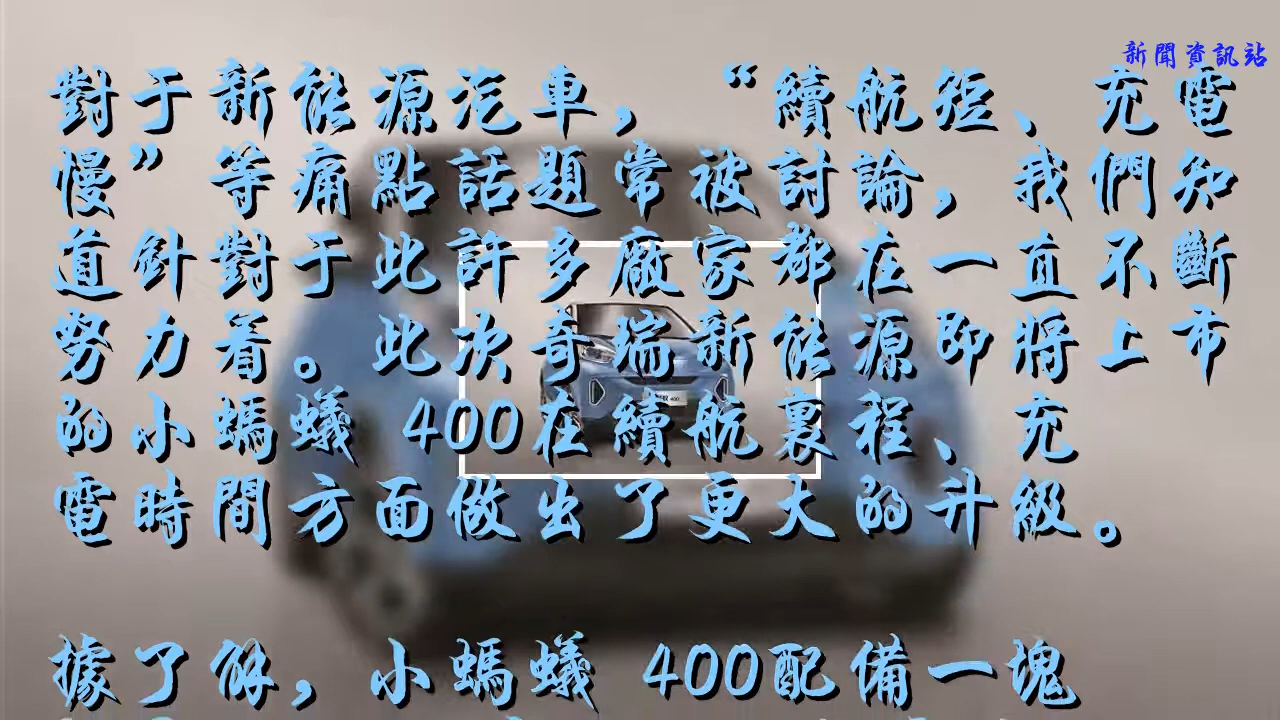 新聞資訊站
對于新能源汽車，“續航短、充電
慢”等痛點話題常被討論，我們知
道針對于此許多廠家都在一直不斷
努力着。此次奇瑞新能源即將上市
的小螞蟻 400在續航裏程、充
電時間方面做出了更大的升級。
據了解，小螞蟻 400配備一塊